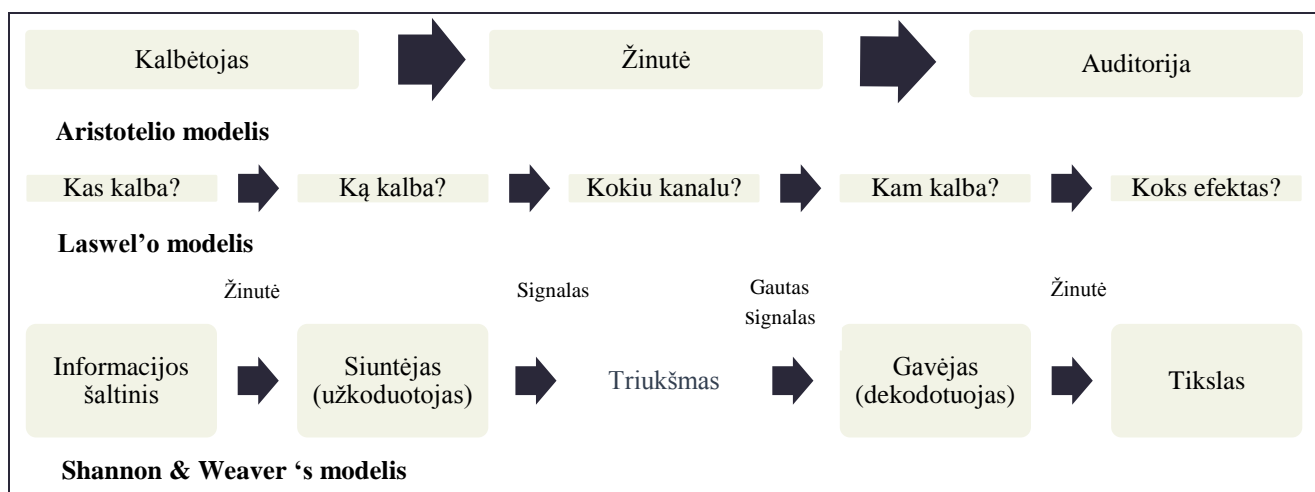 Kalbėtojas Žinutė Auditorija
Aristotelio modelis
Kas kalba? Ką kalba? Kokiu kanalu? Kam kalba? Koks efektas?
Laswel’o modelis
Žinutė Signalas Gautas Žinutė
signalas
Informacijos Siuntėjas Triukšmas Gavėjas Tikslas
šaltinis (užkoduotojas) (dekodotuojas)
Shannon & Weaver ‘s modelis